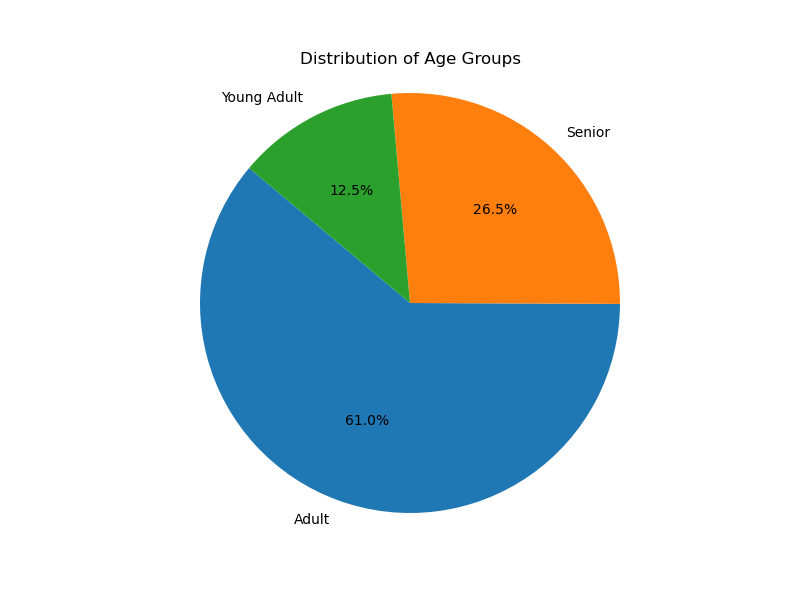 Distribution of Age Groups
Young Adult
Senior
12.5%
26.5%
61.0%
Adult